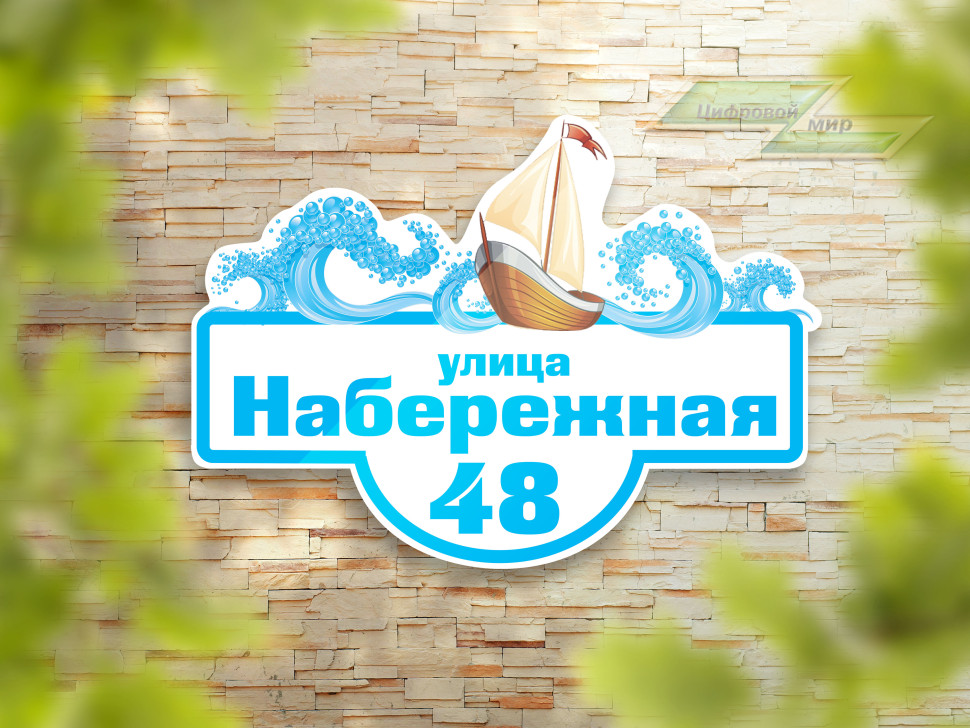 Цифровой
мир
улица
Набережная
48